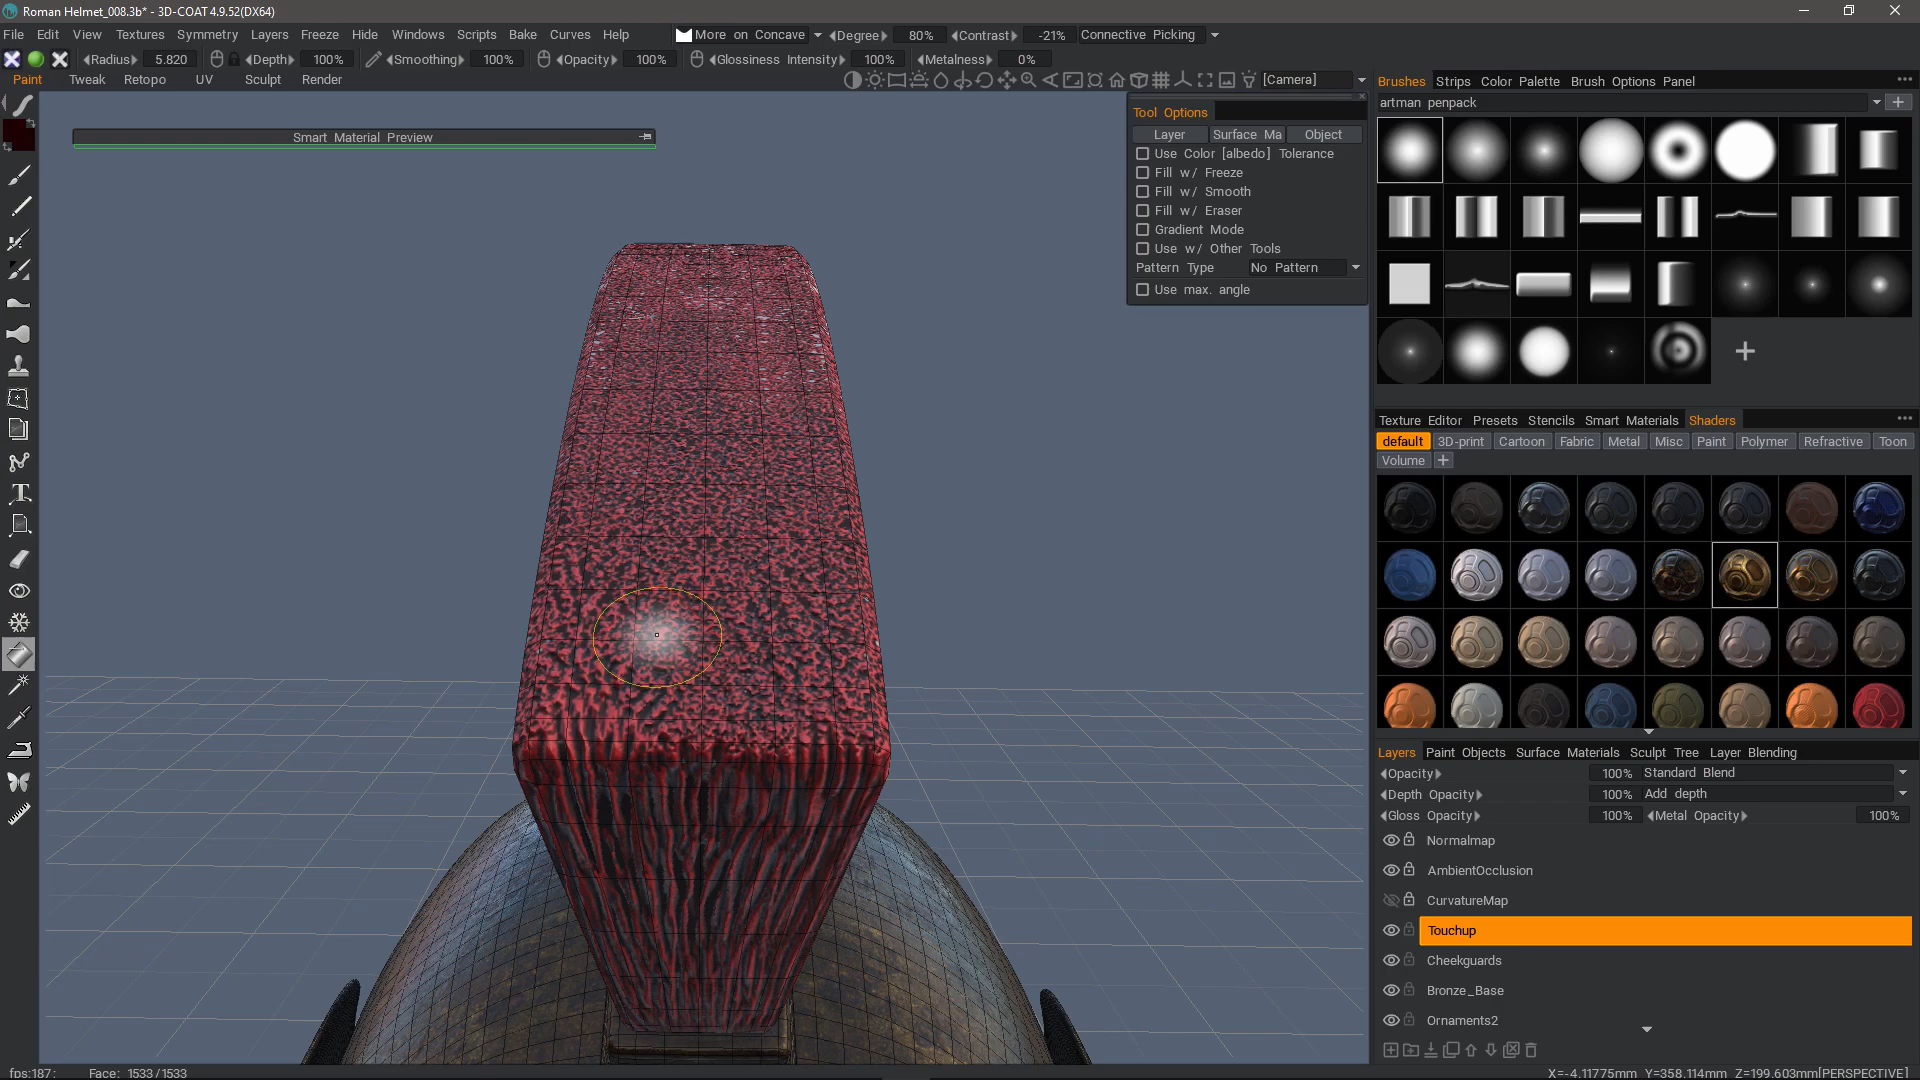 Roman Helmet_008.3b* - 3D-COAT 4.9.52(DX64)
File Edit View Textures Symmetry Layers Freeze Hide Windows Scripts Bake Curves Help More on Concave Degree 80% Contrast -21% Connective Picking
Radius 5.820 Depth 100% Smoothing 100% Opacity 100% Glossiness Intensity 100% Metalness 0%
Paint Tweak Retopo UV Sculpt Render [Camera]
Smart Material Preview
Tool Options
Layer Surface Ma Object
Use Color [albedo] Tolerance
Fill w/ Freeze
Fill w/ Smooth
Fill w/ Eraser
Gradient Mode
Use w/ Other Tools
Pattern Type No Pattern
Use max. angle
Brushes Strips Color Palette Brush Options Panel
artman penpack
Texture Editor Presets Stencils Smart Materials Shaders
default 3D-print Cartoon Fabric Metal Misc Paint Polymer Refractive Toon
Volume
Layers Paint Objects Surface Materials Sculpt Tree Layer Blending
Opacity 100% Standard Blend
Depth Opacity 100% Add depth
Gloss Opacity 100% Metal Opacity 100%
Normalmap
AmbientOcclusion
CurvatureMap
Touchup
Cheekguards
Bronze_Base
Ornaments2
fps:187; Face: 1533/1533 X=-4.11775mm Y=358.114mm Z=199.603mm[PERSPECTIVE]